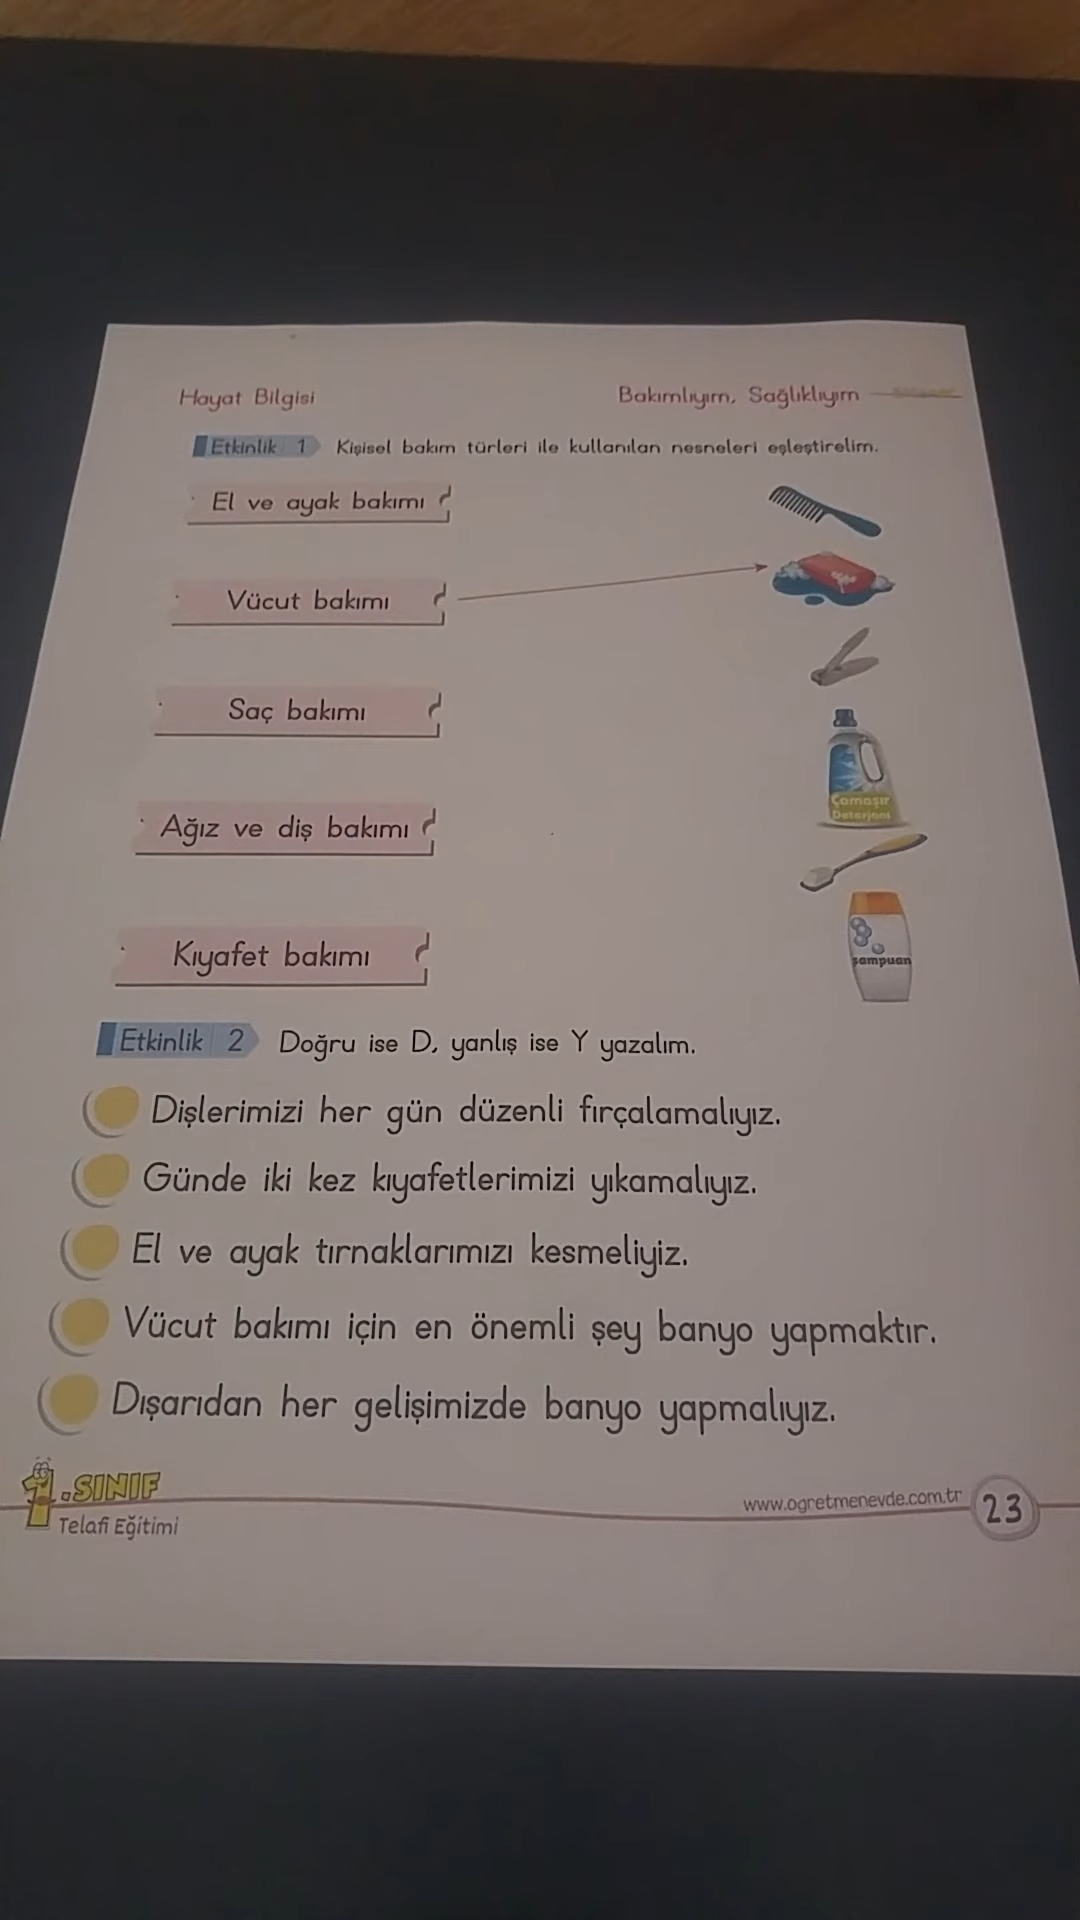 Hayat Bilgisi
Bakımlıyım, Sağlıklıyım
Etkinlik 1 Kişisel bakım türleri ile kullanılan nesneleri eşleştirelim.
El ve ayak bakımı
Vücut bakımı
Saç bakımı
Çamaşır
Deterjanı
Ağız ve diş bakımı
Kıyafet bakımı
şampuan
Etkinlik 2 Doğru ise D, yanlış ise Y yazalım.
Dişlerimizi her gün düzenli fırçalamalıyız.
Günde iki kez kıyafetlerimizi yıkamalıyız.
El ve ayak tırnaklarımızı kesmeliyiz.
Vücut bakımı için en önemli şey banyo yapmaktır.
Dışarıdan her gelişimizde banyo yapmalıyız.
1.SINIF
Telafi Eğitimi
www.ogretmenevde.com.tr
23